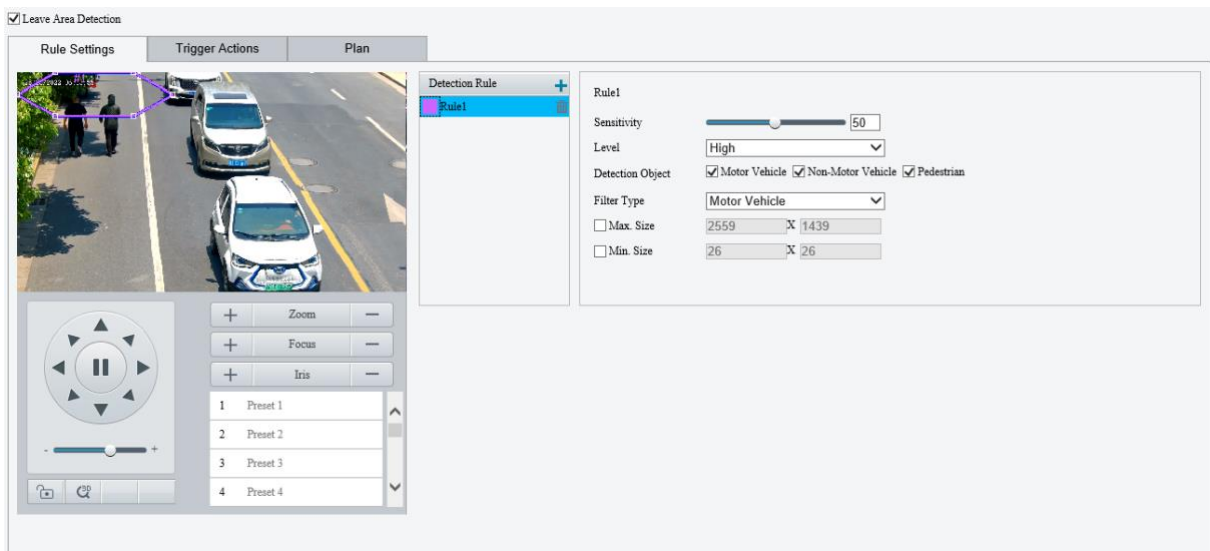 Leave Area Detection
Rule Settings
Trigger Actions
Plan
Detection Rule
Rule1
Rule1
Sensitivity
50
Level
High
Detection Object
Motor Vehicle
Non-Motor Vehicle
Pedestrian
Filter Type
Motor Vehicle
Max. Size
2559 X 1439
Min. Size
26 X 26
+ Zoom −
+ Focus −
+ Iris −
- +
1 Preset 1
2 Preset 2
3 Preset 3
4 Preset 4
3D